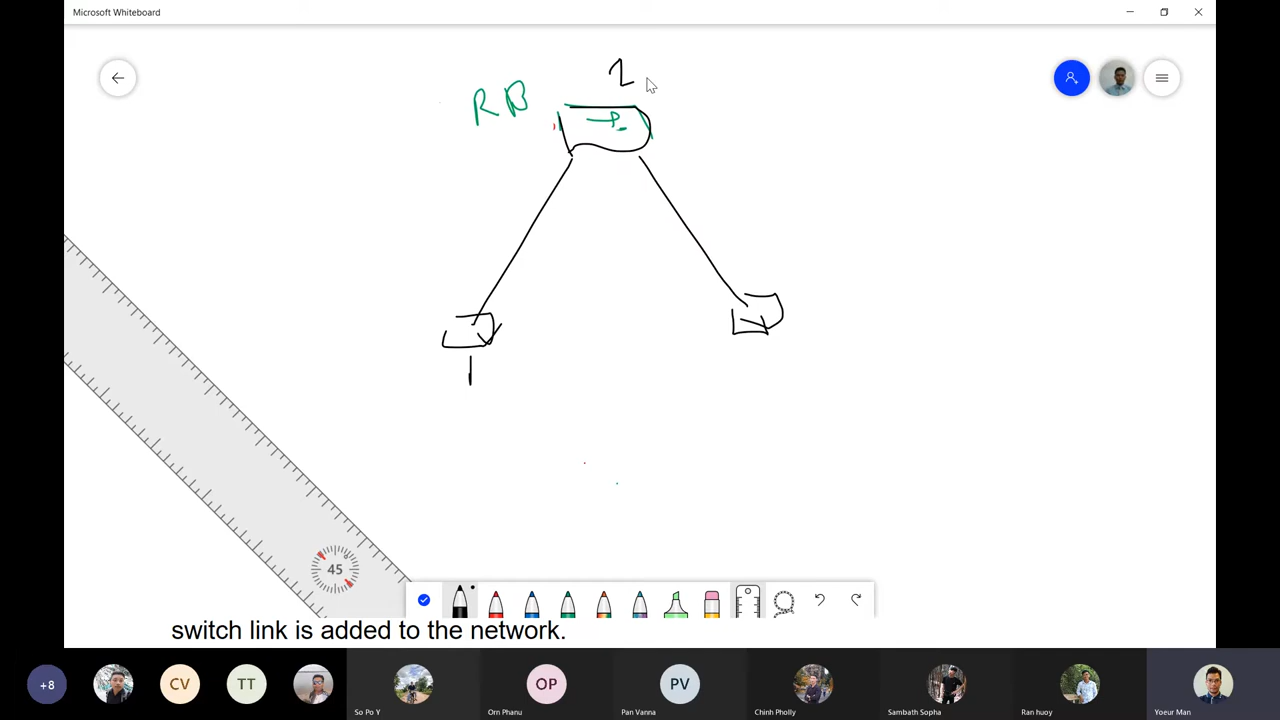 Microsoft Whiteboard
2
RB
1
45
switch link is added to the network.
+8
CV
TT
OP
PV
So Po Y
Orn Phanu
Pan Vanna
Chinh Pholly
Sambath Sopha
Ran huoy
Yoeur Man